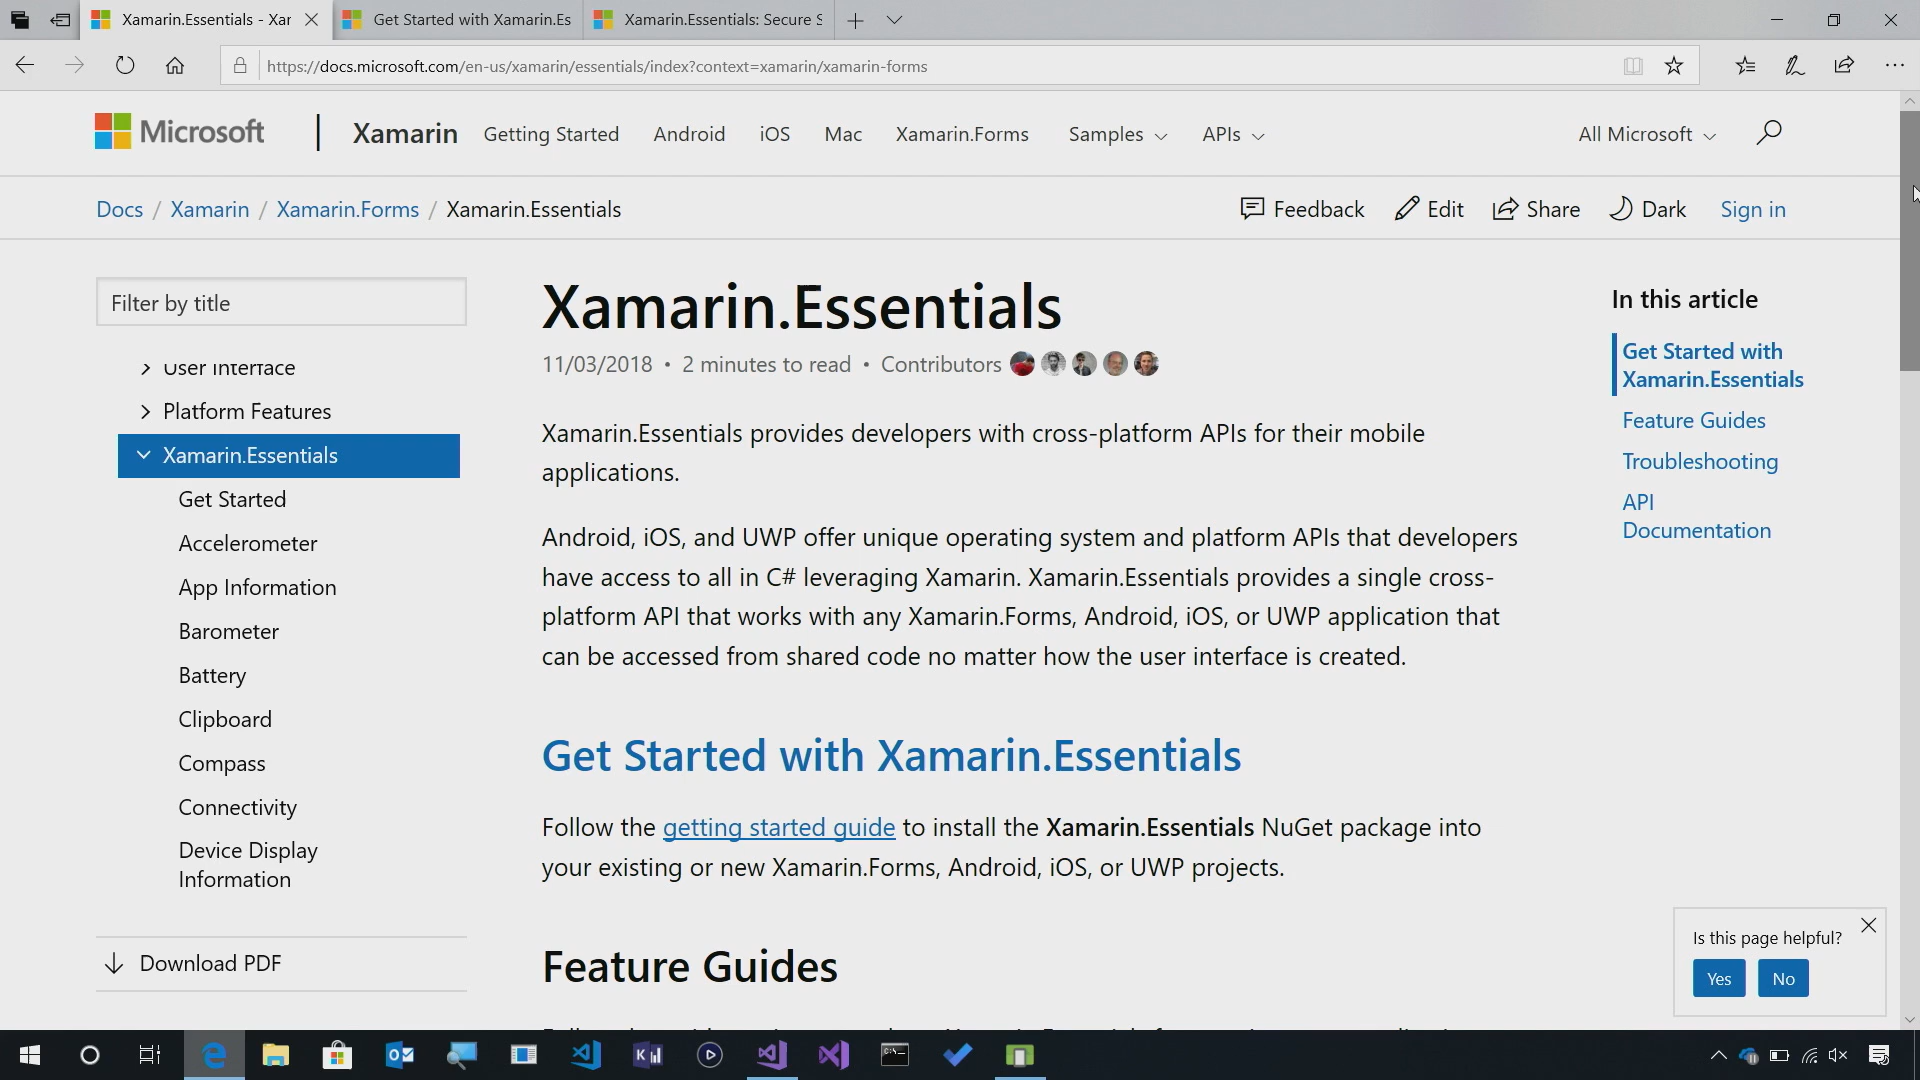 Xamarin.Essentials - Xar
Get Started with Xamarin.Es
Xamarin.Essentials: Secure S
https://docs.microsoft.com/en-us/xamarin/essentials/index?context=xamarin/xamarin-forms
Microsoft
Xamarin
Getting Started
Android
iOS
Mac
Xamarin.Forms
Samples
APIs
All Microsoft
Docs / Xamarin / Xamarin.Forms / Xamarin.Essentials
Feedback
Edit
Share
Dark
Sign in
Filter by title
User Interface
Platform Features
Xamarin.Essentials
Get Started
Accelerometer
App Information
Barometer
Battery
Clipboard
Compass
Connectivity
Device Display
Information
Download PDF
Xamarin.Essentials
11/03/2018 • 2 minutes to read • Contributors
Xamarin.Essentials provides developers with cross-platform APIs for their mobile
applications.
Android, iOS, and UWP offer unique operating system and platform APIs that developers
have access to all in C# leveraging Xamarin. Xamarin.Essentials provides a single cross-
platform API that works with any Xamarin.Forms, Android, iOS, or UWP application that
can be accessed from shared code no matter how the user interface is created.
Get Started with Xamarin.Essentials
Follow the getting started guide to install the Xamarin.Essentials NuGet package into
your existing or new Xamarin.Forms, Android, iOS, or UWP projects.
Feature Guides
In this article
Get Started with
Xamarin.Essentials
Feature Guides
Troubleshooting
API
Documentation
Is this page helpful?
Yes
No